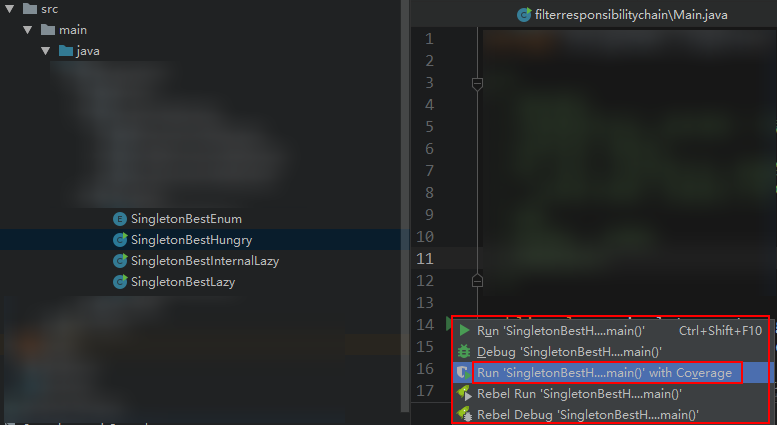 src
main
java
SingletonBestEnum
SingletonBestHungry
SingletonBestInternalLazy
SingletonBestLazy
filterresponsibilitychain\Main.java
1
2
3
4
5
6
7
8
9
10
11
12
13
14
15
16
17
Run 'SingletonBestH....main()' Ctrl+Shift+F10
Debug 'SingletonBestH....main()'
Run 'SingletonBestH....main()' with Coverage
Rebel Run 'SingletonBestH....main()'
Rebel Debug 'SingletonBestH....main()'